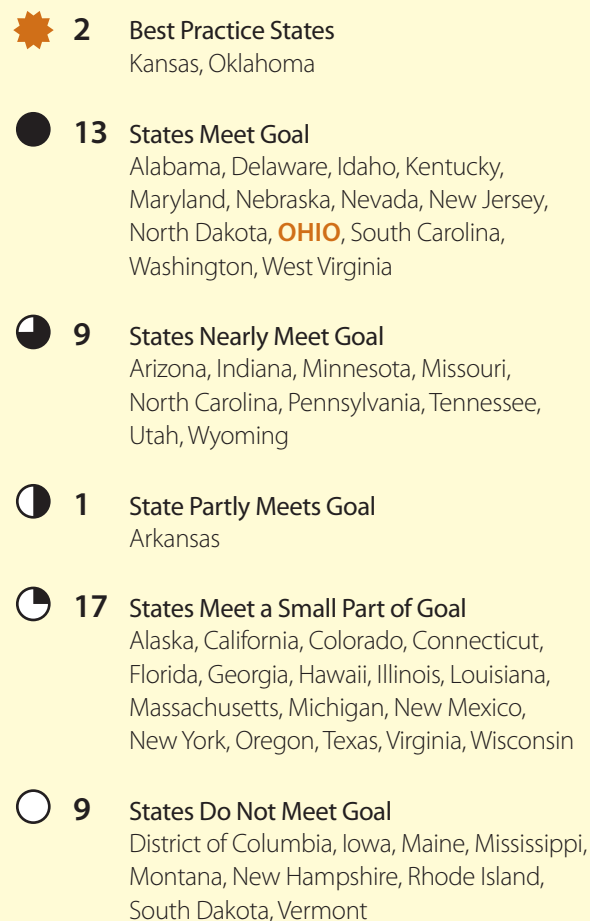 2 Best Practice States
Kansas, Oklahoma
13 States Meet Goal
Alabama, Delaware, Idaho, Kentucky,
Maryland, Nebraska, Nevada, New Jersey,
North Dakota, OHIO, South Carolina,
Washington, West Virginia
9 States Nearly Meet Goal
Arizona, Indiana, Minnesota, Missouri,
North Carolina, Pennsylvania, Tennessee,
Utah, Wyoming
1 State Partly Meets Goal
Arkansas
17 States Meet a Small Part of Goal
Alaska, California, Colorado, Connecticut,
Florida, Georgia, Hawaii, Illinois, Louisiana,
Massachusetts, Michigan, New Mexico,
New York, Oregon, Texas, Virginia, Wisconsin
9 States Do Not Meet Goal
District of Columbia, Iowa, Maine, Mississippi,
Montana, New Hampshire, Rhode Island,
South Dakota, Vermont